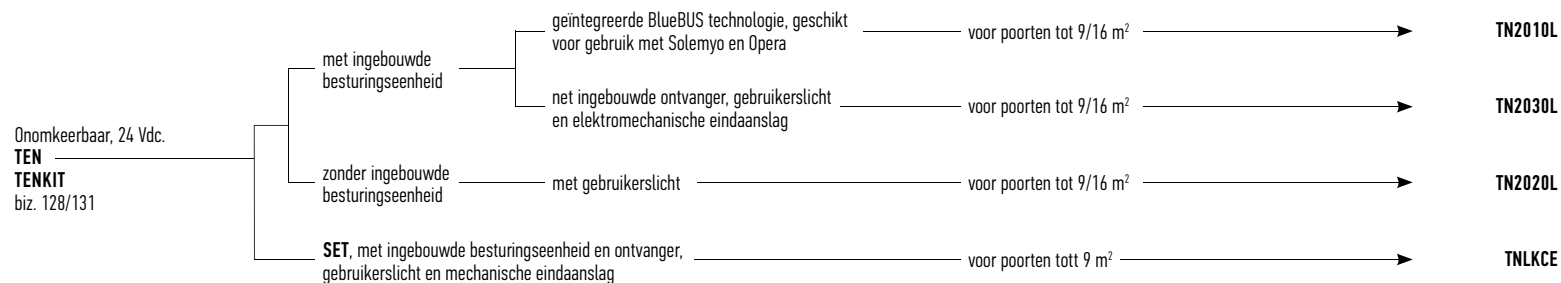 Onomkeerbaar, 24 Vdc.
TEN
TENKIT
biz. 128/131
met ingebouwde
besturingseenheid
geïntegreerde BlueBUS technologie, geschikt
voor gebruik met Solemyo en Opera
voor poorten tot 9/16 m²
TN2010L
net ingebouwde ontvanger, gebruikerslicht
en elektromechanische eindaanslag
voor poorten tot 9/16 m²
TN2030L
zonder ingebouwde
besturingseenheid
met gebruikerslicht
voor poorten tot 9/16 m²
TN2020L
SET, met ingebouwde besturingseenheid en ontvanger,
gebruikerslicht en mechanische eindaanslag
voor poorten tott 9 m²
TNLKCE